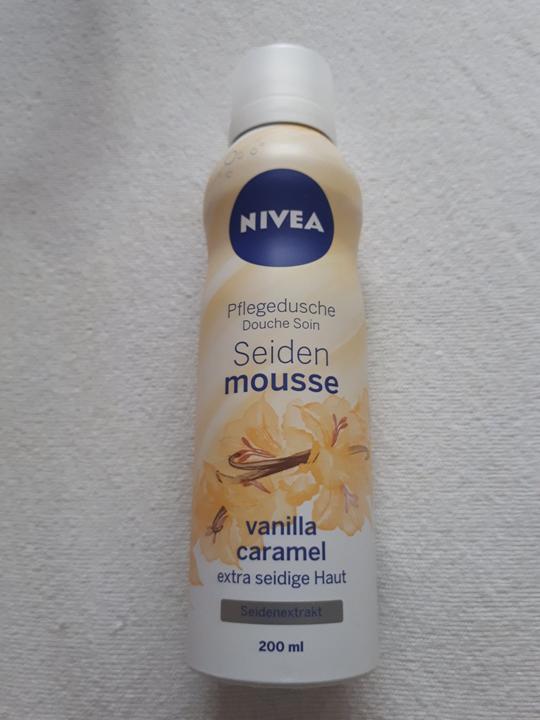 NIVEA
Pflegedusche
Douche Soin
Seiden
mousse
vanilla
caramel
extra seidige Haut
Seidenextrakt
200 ml